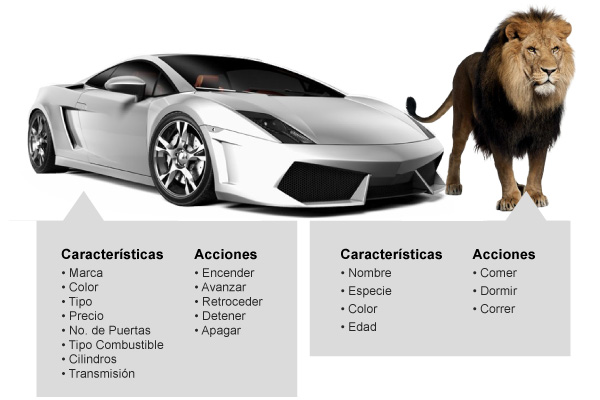 Características
• Marca
• Color
• Tipo
• Precio
• No. de Puertas
• Tipo Combustible
• Cilindros
• Transmisión
Acciones
• Encender
• Avanzar
• Retroceder
• Detener
• Apagar
Características
• Nombre
• Especie
• Color
• Edad
Acciones
• Comer
• Dormir
• Correr